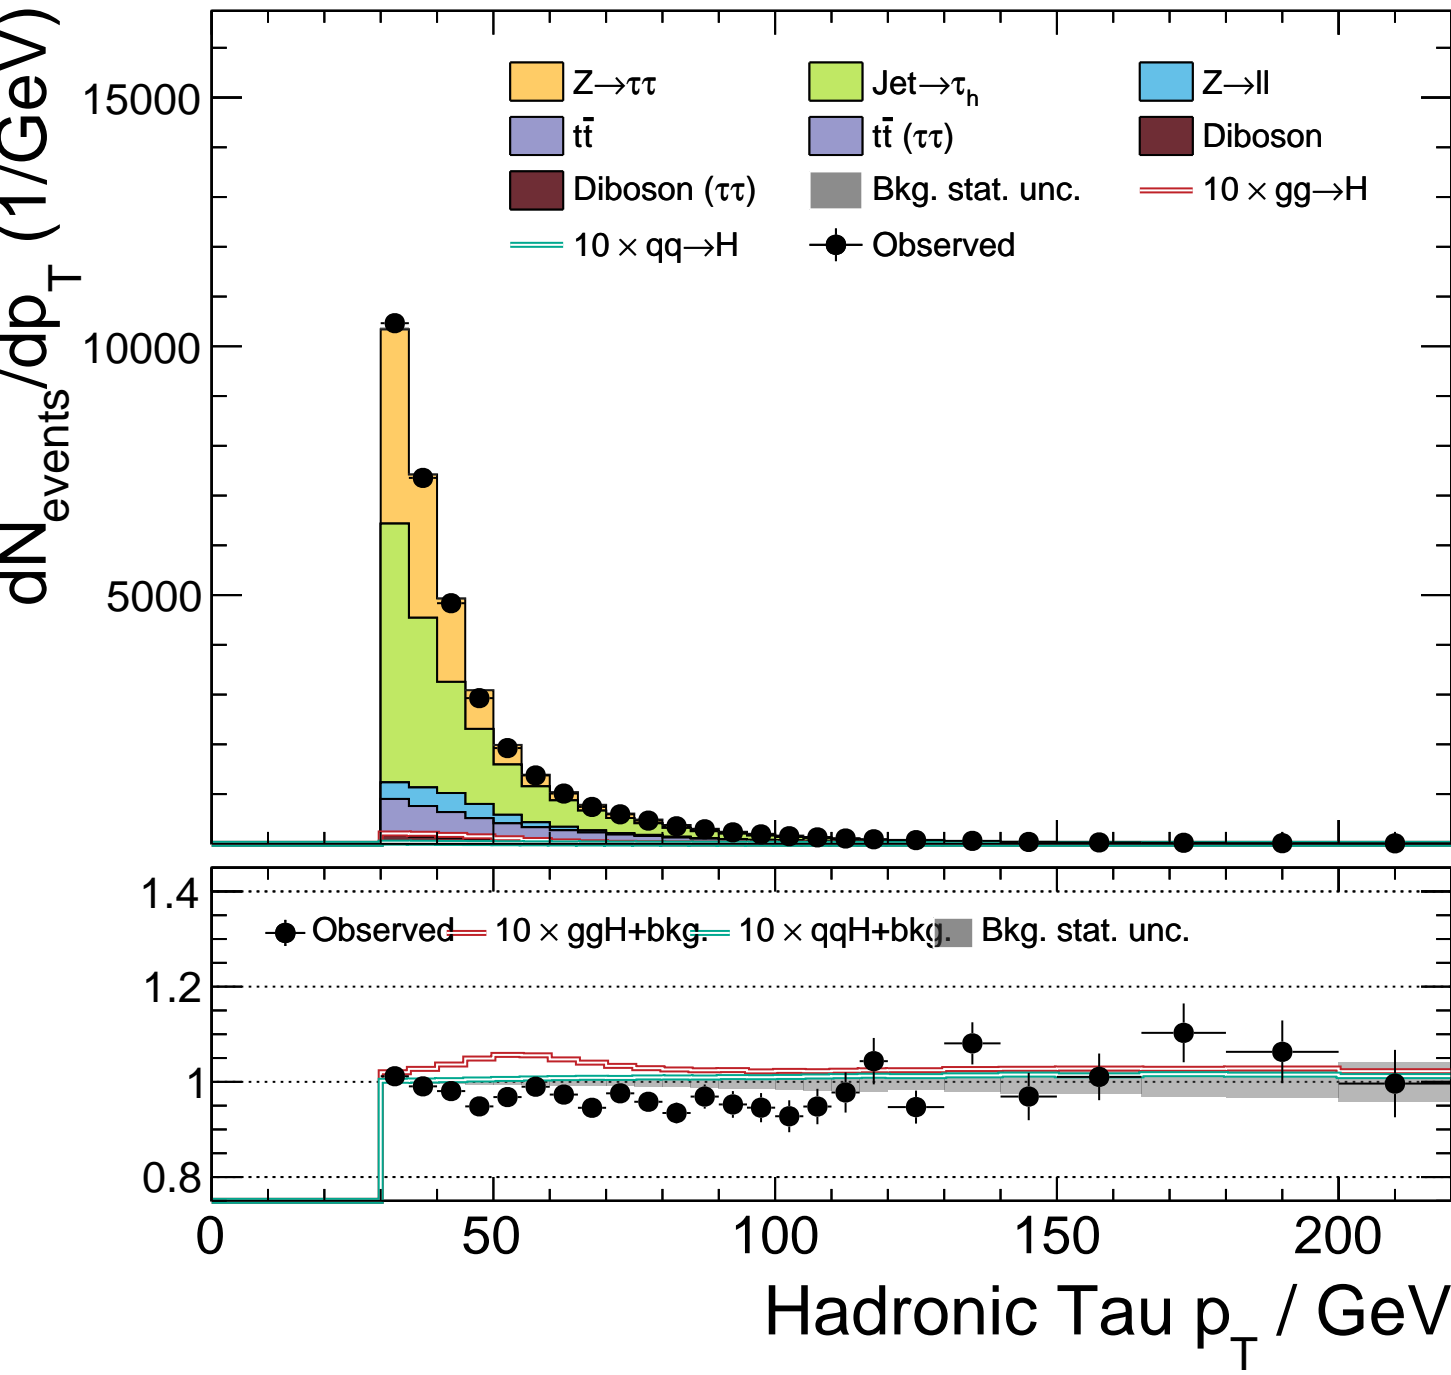 dN_events/dp_T (1/GeV)
15000
10000
5000
Z→ττ Jet→τ_h Z→ll
tt̄ tt̄ (ττ) Diboson
Diboson (ττ) Bkg. stat. unc. 10 × gg→H
10 × qq→H Observed
1.4
1.2
1
0.8
Observed 10 × ggH+bkg. 10 × qqH+bkg. Bkg. stat. unc.
0 50 100 150 200
Hadronic Tau p_T / GeV